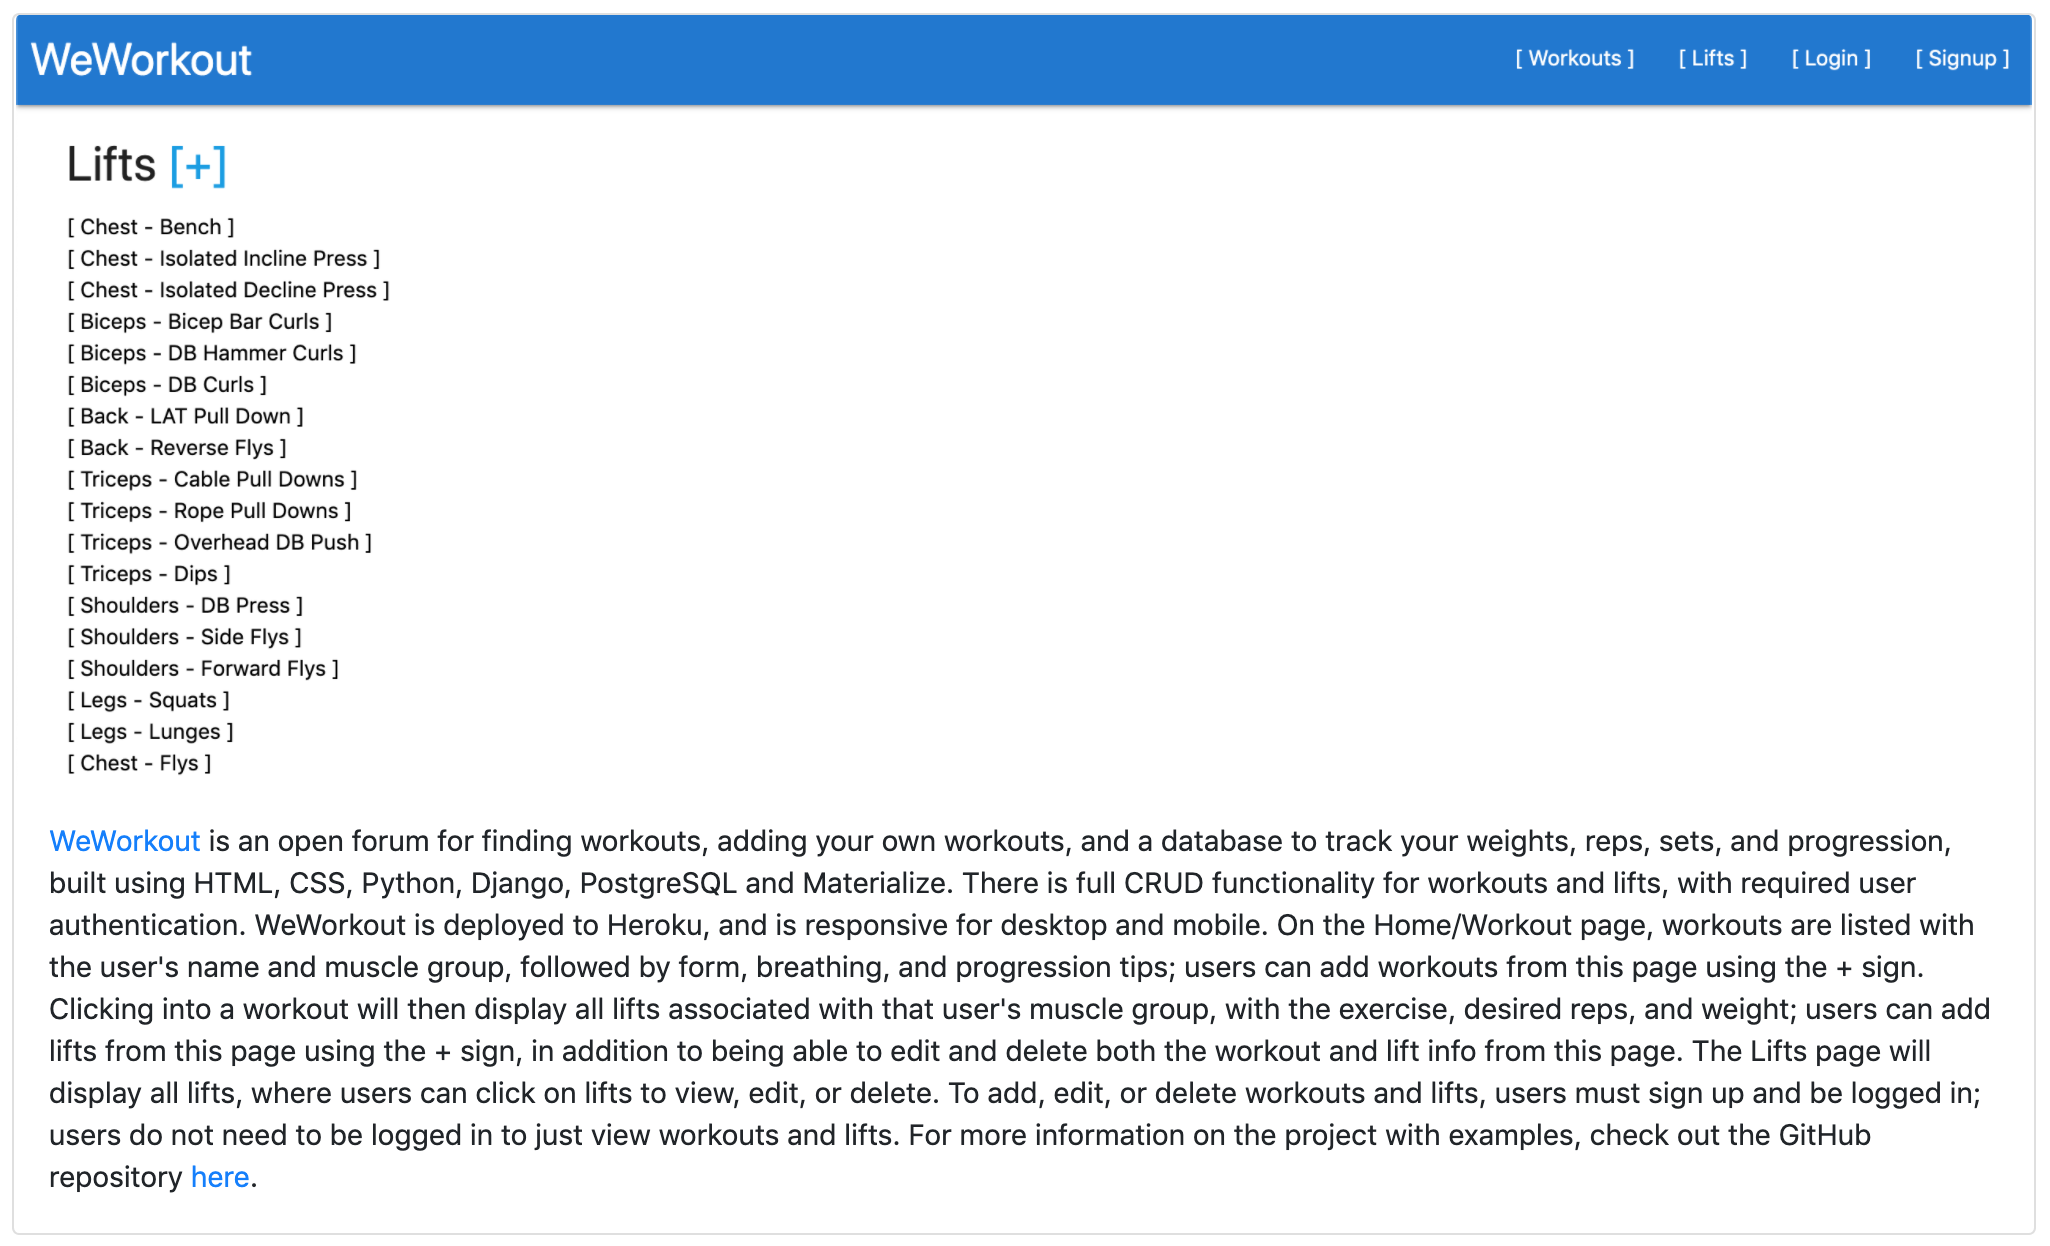 WeWorkout
[ Workouts ] [ Lifts ] [ Login ] [ Signup ]
Lifts [+]
[ Chest - Bench ]
[ Chest - Isolated Incline Press ]
[ Chest - Isolated Decline Press ]
[ Biceps - Bicep Bar Curls ]
[ Biceps - DB Hammer Curls ]
[ Biceps - DB Curls ]
[ Back - LAT Pull Down ]
[ Back - Reverse Flys ]
[ Triceps - Cable Pull Downs ]
[ Triceps - Rope Pull Downs ]
[ Triceps - Overhead DB Push ]
[ Triceps - Dips ]
[ Shoulders - DB Press ]
[ Shoulders - Side Flys ]
[ Shoulders - Forward Flys ]
[ Legs - Squats ]
[ Legs - Lunges ]
[ Chest - Flys ]
WeWorkout is an open forum for finding workouts, adding your own workouts, and a database to track your weights, reps, sets, and progression,
built using HTML, CSS, Python, Django, PostgreSQL and Materialize. There is full CRUD functionality for workouts and lifts, with required user
authentication. WeWorkout is deployed to Heroku, and is responsive for desktop and mobile. On the Home/Workout page, workouts are listed with
the user's name and muscle group, followed by form, breathing, and progression tips; users can add workouts from this page using the + sign.
Clicking into a workout will then display all lifts associated with that user's muscle group, with the exercise, desired reps, and weight; users can add
lifts from this page using the + sign, in addition to being able to edit and delete both the workout and lift info from this page. The Lifts page will
display all lifts, where users can click on lifts to view, edit, or delete. To add, edit, or delete workouts and lifts, users must sign up and be logged in;
users do not need to be logged in to just view workouts and lifts. For more information on the project with examples, check out the GitHub
repository here.